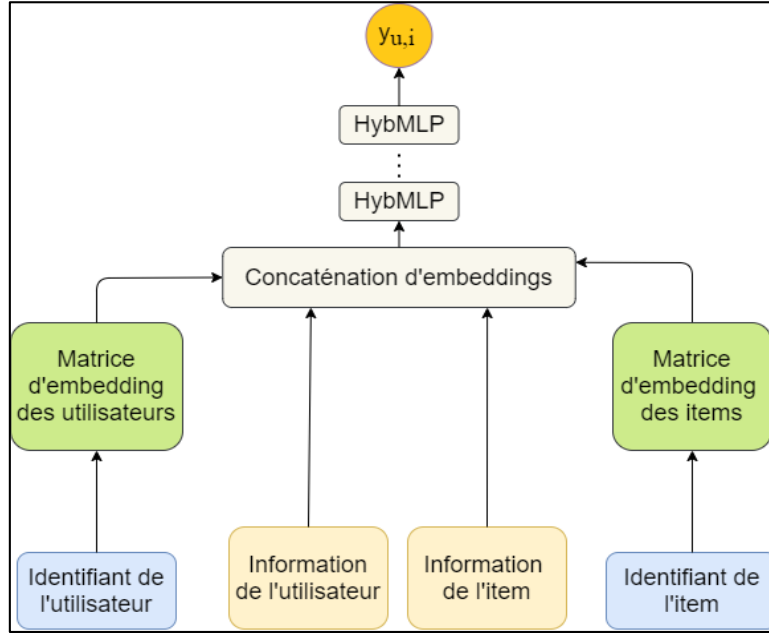 yu,i
HybMLP
HybMLP
Concaténation d'embeddings
Matrice
d'embedding
des utilisateurs
Matrice
d'embedding
des items
Identifiant de
l'utilisateur
Information
de l'utilisateur
Information
de l'item
Identifiant de
l'item